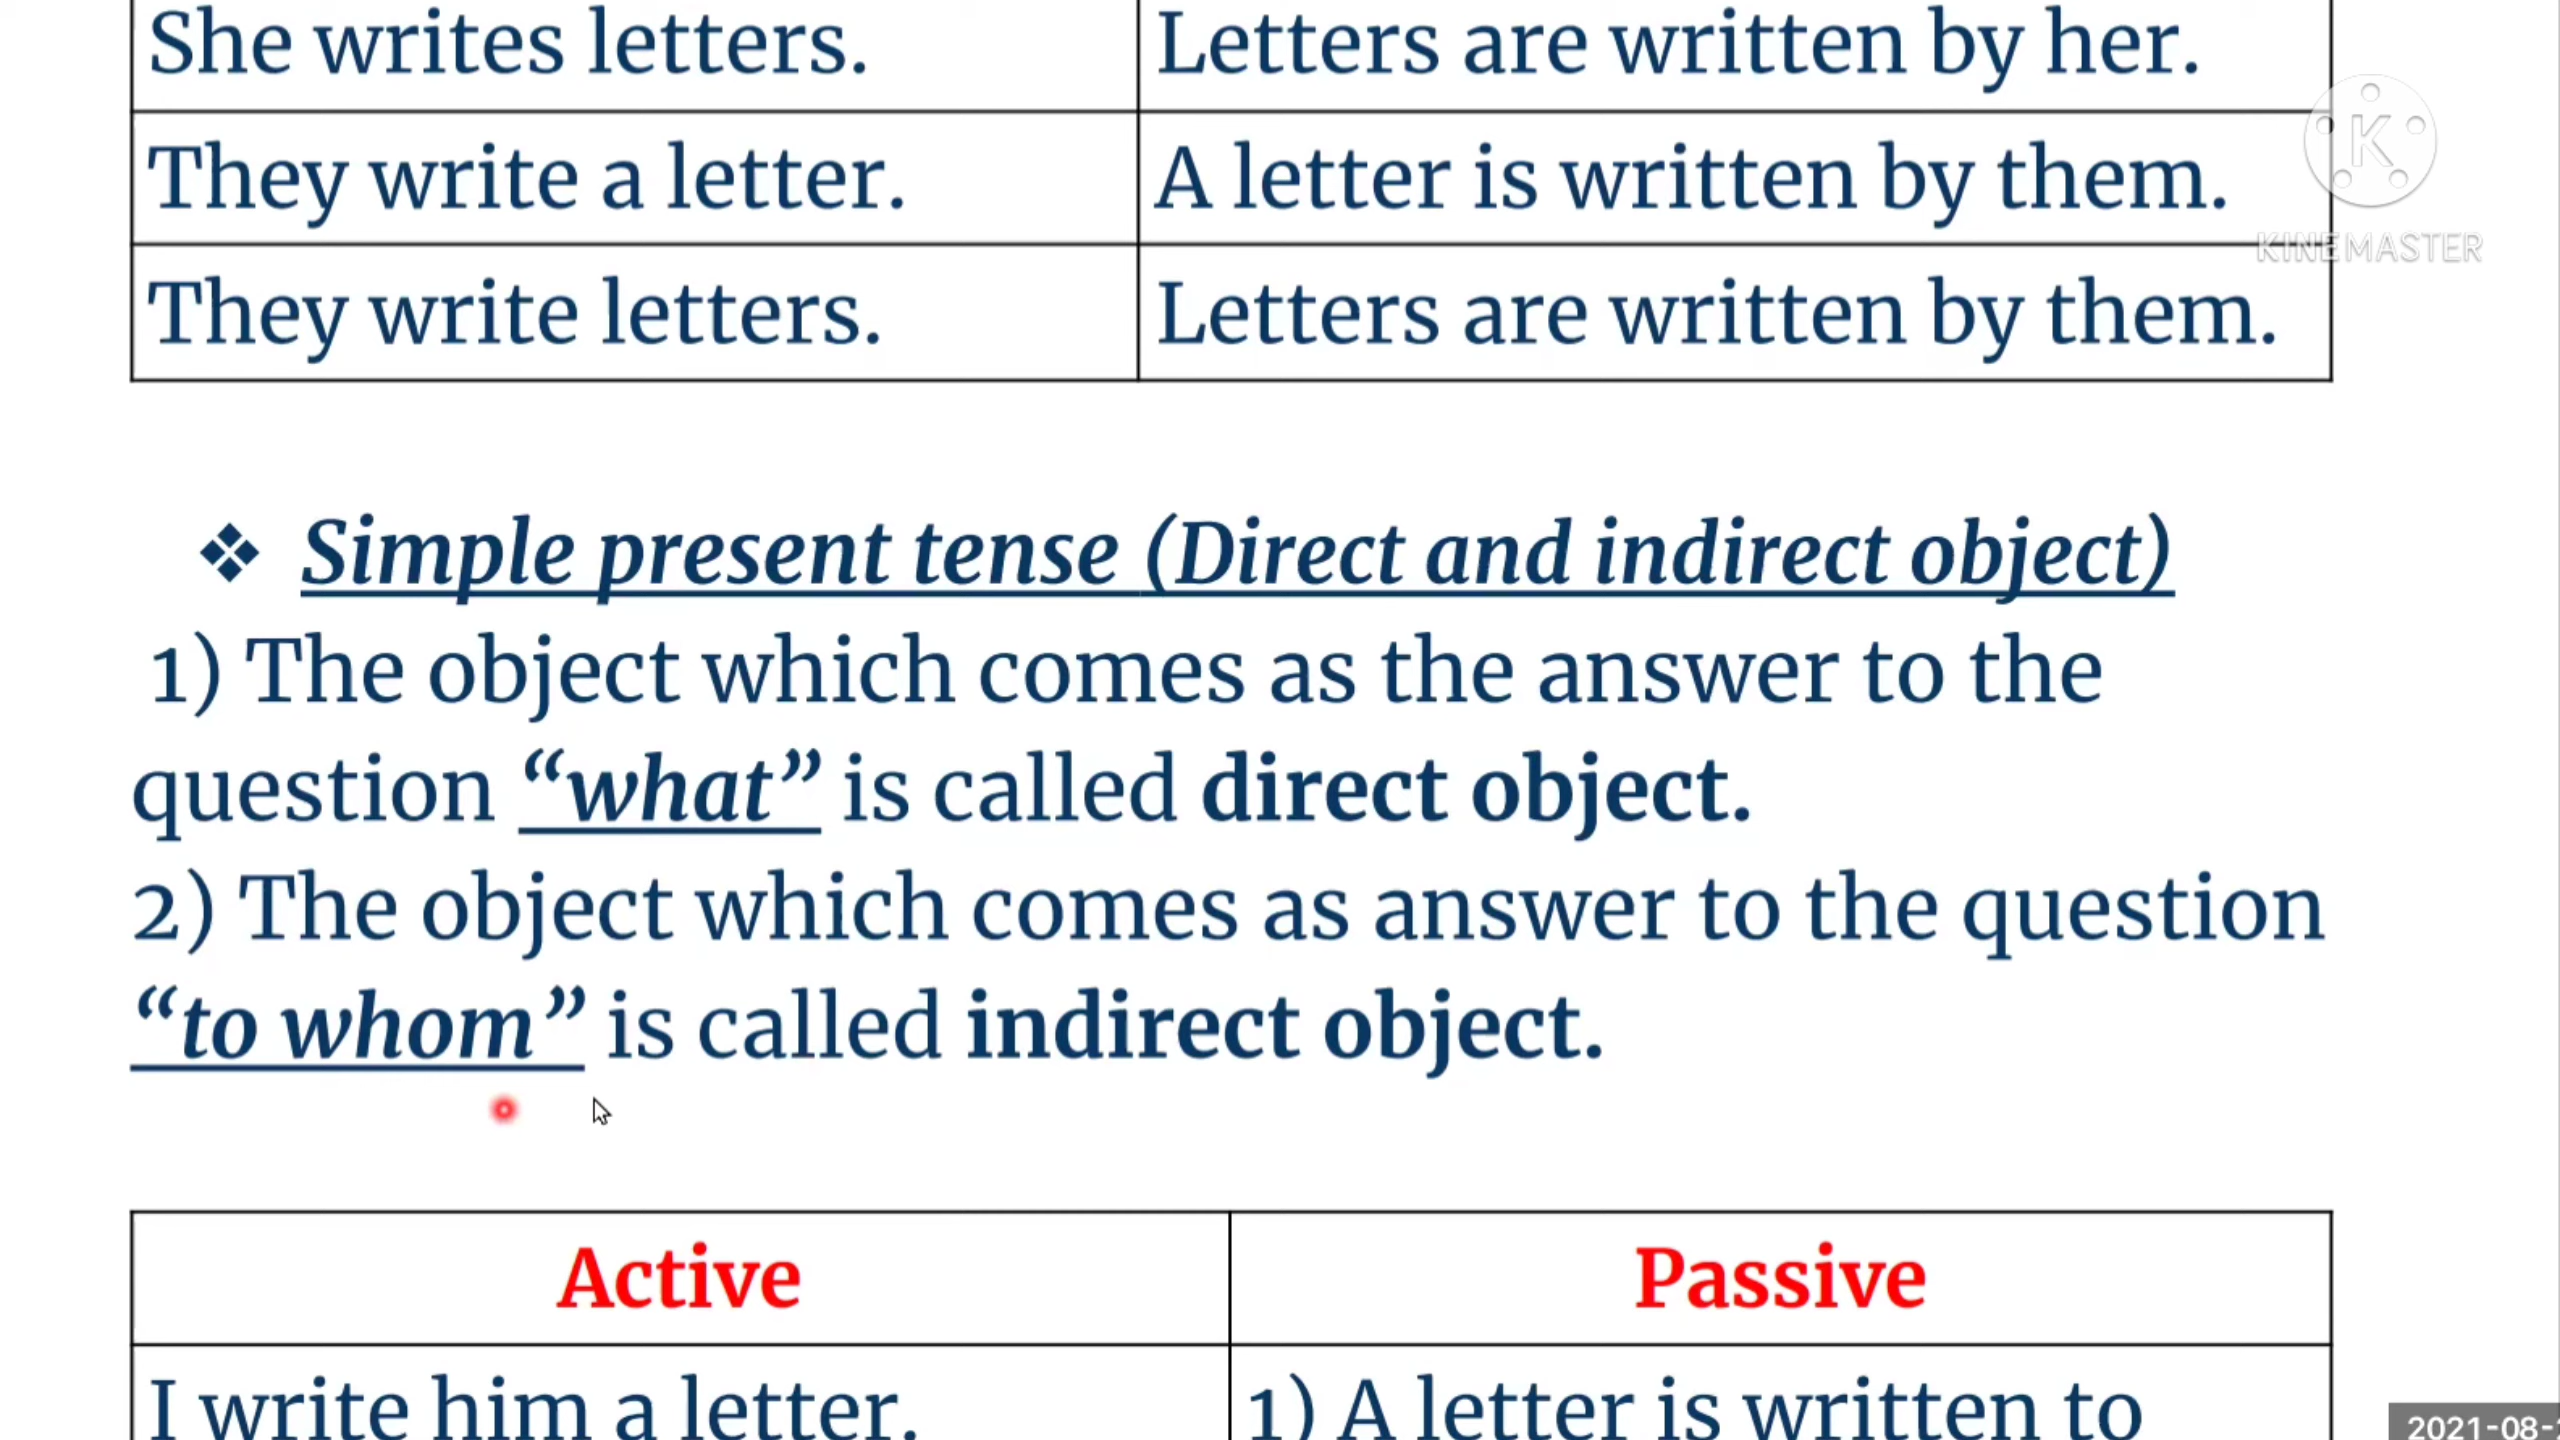 She writes letters. Letters are written by her.
They write a letter. A letter is written by them.
KINEMASTER
They write letters. Letters are written by them.
❖ Simple present tense (Direct and indirect object)
1) The object which comes as the answer to the
question “what” is called direct object.
2) The object which comes as answer to the question
“to whom” is called indirect object.
Active Passive
I write him a letter. 1) A letter is written to
2021-08-